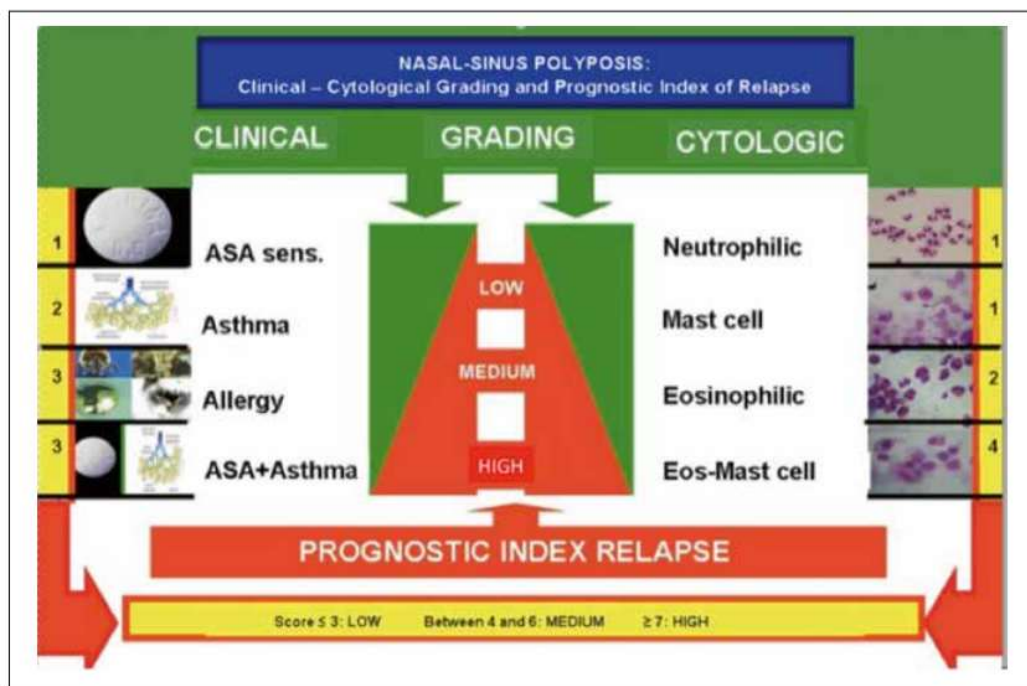 NASAL-SINUS POLYPOSIS:
Clinical – Cytological Grading and Prognostic Index of Relapse
CLINICAL GRADING CYTOLOGIC
1 ASA sens. Neutrophilic 1
LOW
2 Asthma Mast cell 1
MEDIUM
3 Allergy Eosinophilic 2
3 ASA+Asthma HIGH Eos-Mast cell 4
PROGNOSTIC INDEX RELAPSE
Score ≤ 3: LOW Between 4 and 6: MEDIUM ≥ 7: HIGH